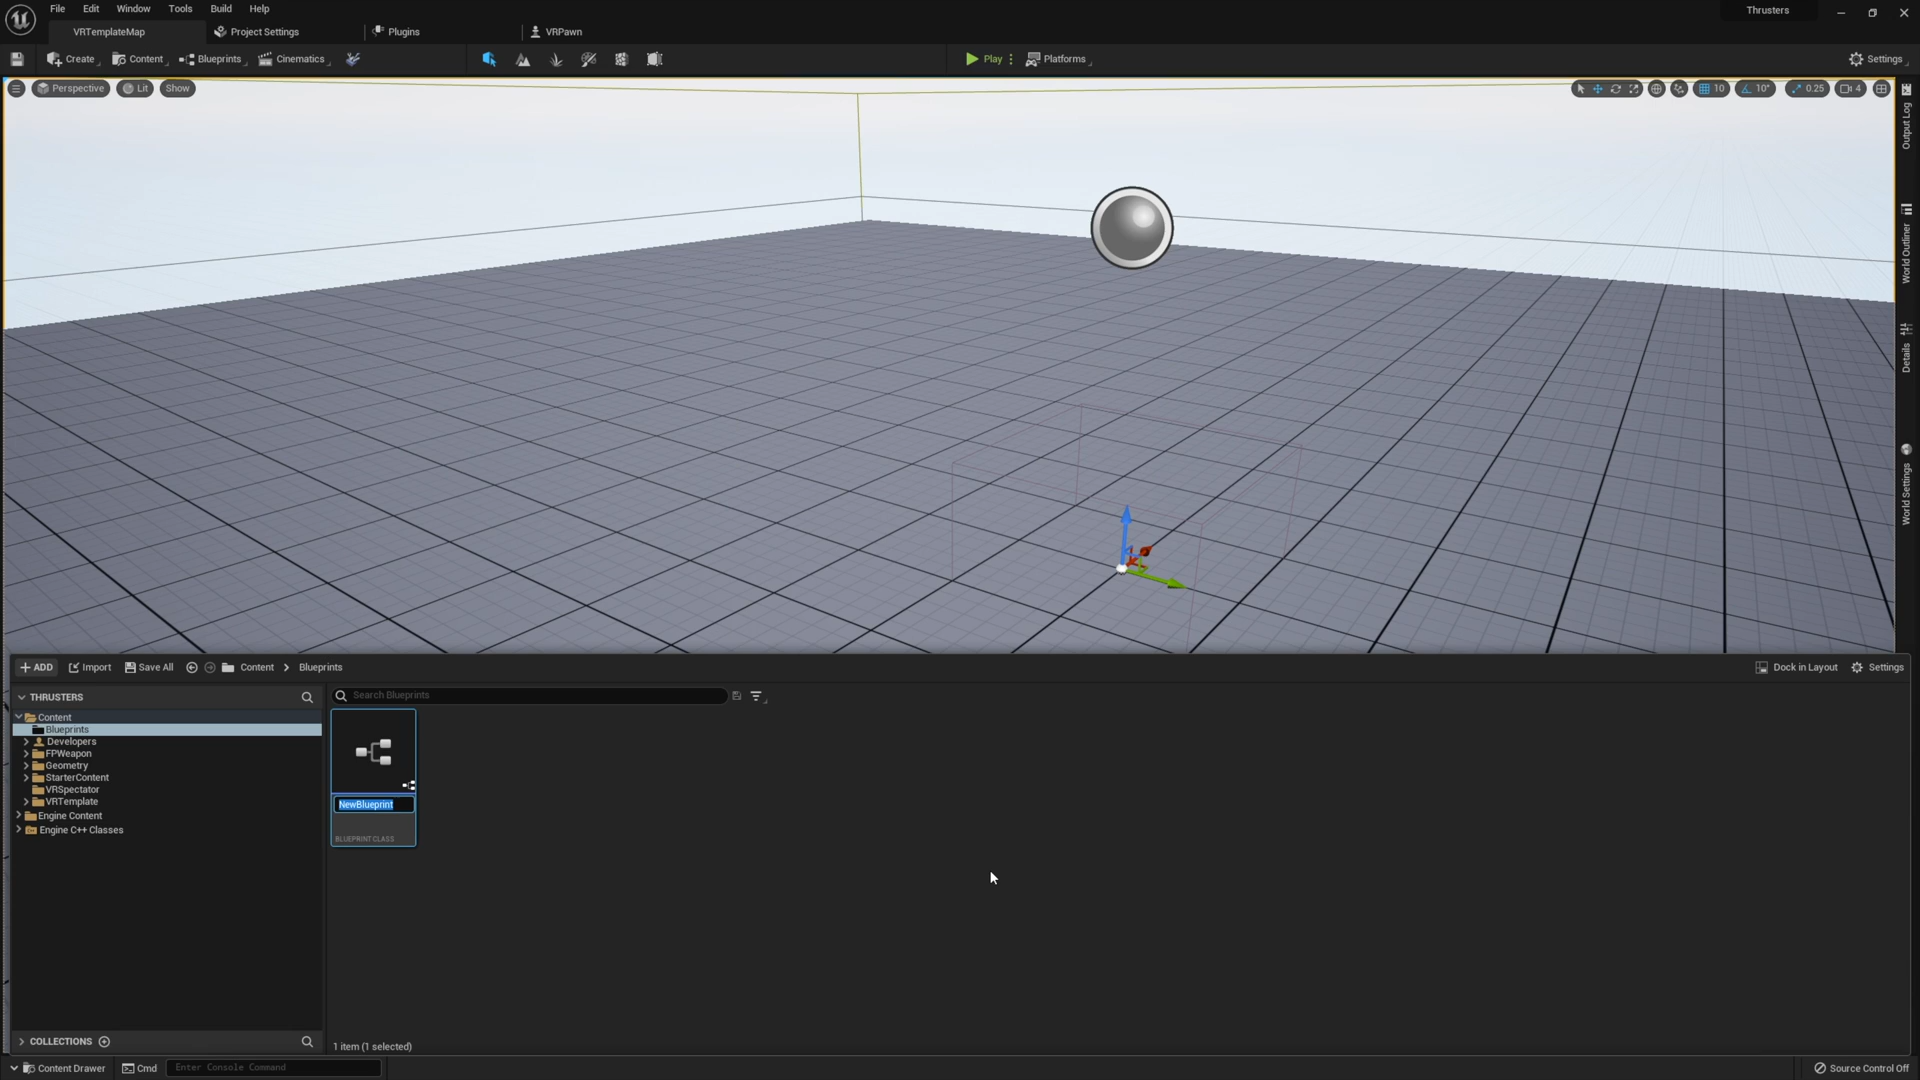 File Edit Window Tools Build Help
Thrusters
VRTemplateMap
Project Settings
Plugins
VRPawn
Create
Content
Blueprints
Cinematics
Play
Platforms
Settings
Perspective
Lit
Show
10
10°
0.25
4
Output Log
World Outliner
Details
World Settings
+ ADD
Import
Save All
Content
Blueprints
Dock in Layout
Settings
THRUSTERS
Search Blueprints
Content
Blueprints
Developers
FPWeapon
Geometry
StarterContent
VRSpectator
VRTemplate
Engine Content
Engine C++ Classes
NewBlueprint
BLUEPRINT CLASS
COLLECTIONS
1 item (1 selected)
Content Drawer
Cmd
Enter Console Command
Source Control Off